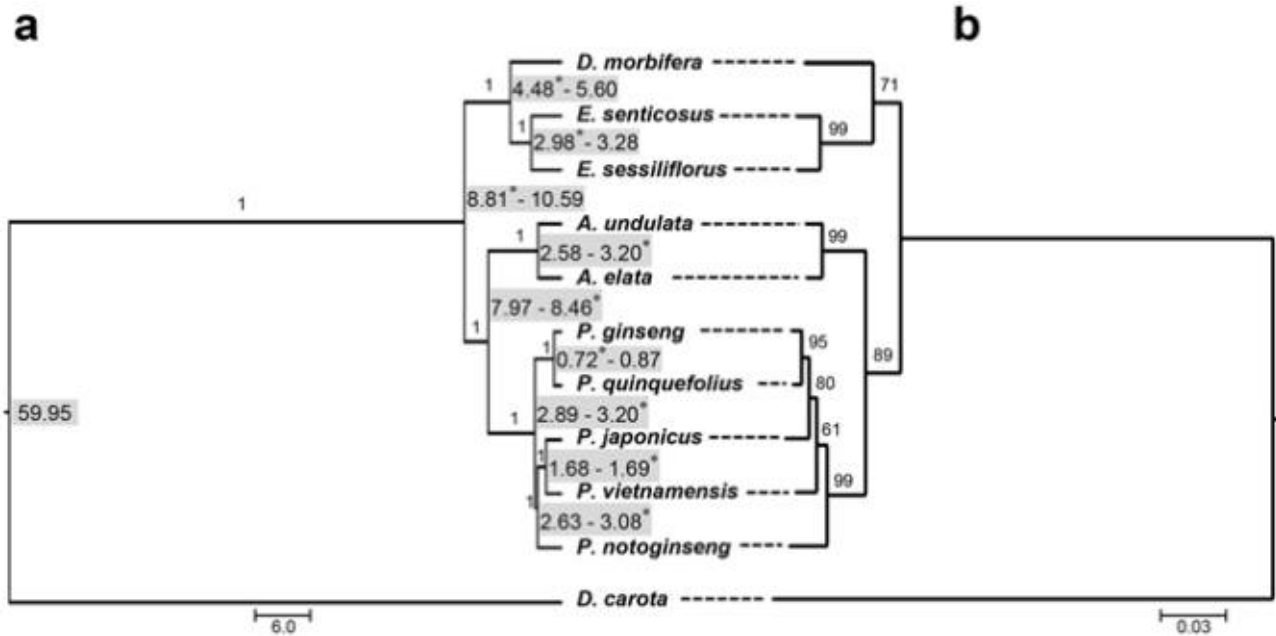 a
b
D. morbifera
1
4.48*- 5.60
71
E. senticosus
1
2.98*- 3.28
99
E. sessiliflorus
8.81*- 10.59
1
A. undulata
1
2.58 - 3.20*
99
A. elata
7.97 - 8.46*
1
P. ginseng
95
1
0.72*- 0.87
89
P. quinquefolius
80
59.95
1
2.89 - 3.20*
P. japonicus
61
1
1.68 - 1.69*
99
P. vietnamensis
1
2.63 - 3.08*
P. notoginseng
D. carota
6.0
0.03